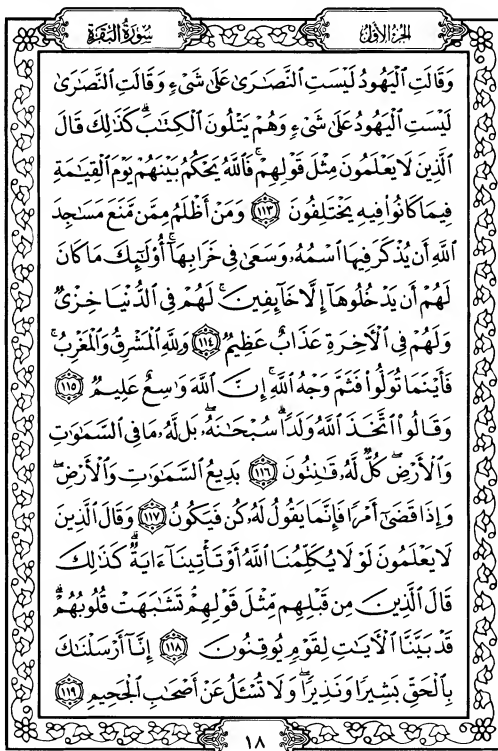 الجزء الأول
سورة البقرة
وَقَالَتِ ٱلْيَهُودُ لَيْسَتِ ٱلنَّصَـٰرَىٰ عَلَىٰ شَىْءٍ وَقَالَتِ ٱلنَّصَـٰرَىٰ
لَيْسَتِ ٱلْيَهُودُ عَلَىٰ شَىْءٍ وَهُمْ يَتْلُونَ ٱلْكِتَـٰبَ ۗ كَذَٰلِكَ قَالَ
ٱلَّذِينَ لَا يَعْلَمُونَ مِثْلَ قَوْلِهِمْ ۚ فَٱللَّهُ يَحْكُمُ بَيْنَهُمْ يَوْمَ ٱلْقِيَـٰمَةِ
فِيمَا كَانُوا۟ فِيهِ يَخْتَلِفُونَ ١١٣ وَمَنْ أَظْلَمُ مِمَّن مَّنَعَ مَسَـٰجِدَ
ٱللَّهِ أَن يُذْكَرَ فِيهَا ٱسْمُهُۥ وَسَعَىٰ فِى خَرَابِهَآ ۚ أُو۟لَـٰٓئِكَ مَا كَانَ
لَهُمْ أَن يَدْخُلُوهَآ إِلَّا خَآئِفِينَ ۚ لَهُمْ فِى ٱلدُّنْيَا خِزْىٌ
وَلَهُمْ فِى ٱلْـَٔاخِرَةِ عَذَابٌ عَظِيمٌ ١١٤ وَلِلَّهِ ٱلْمَشْرِقُ وَٱلْمَغْرِبُ ۚ
فَأَيْنَمَا تُوَلُّوا۟ فَثَمَّ وَجْهُ ٱللَّهِ ۚ إِنَّ ٱللَّهَ وَٰسِعٌ عَلِيمٌ ١١٥
وَقَالُوا۟ ٱتَّخَذَ ٱللَّهُ وَلَدًا ۗ سُبْحَـٰنَهُۥ ۖ بَل لَّهُۥ مَا فِى ٱلسَّمَـٰوَٰتِ
وَٱلْأَرْضِ ۖ كُلٌّ لَّهُۥ قَـٰنِتُونَ ١١٦ بَدِيعُ ٱلسَّمَـٰوَٰتِ وَٱلْأَرْضِ ۖ
وَإِذَا قَضَىٰٓ أَمْرًا فَإِنَّمَا يَقُولُ لَهُۥ كُن فَيَكُونُ ١١٧ وَقَالَ ٱلَّذِينَ
لَا يَعْلَمُونَ لَوْلَا يُكَلِّمُنَا ٱللَّهُ أَوْ تَأْتِينَآ ءَايَةٌ ۗ كَذَٰلِكَ
قَالَ ٱلَّذِينَ مِن قَبْلِهِم مِّثْلَ قَوْلِهِمْ ۘ تَشَـٰبَهَتْ قُلُوبُهُمْ ۗ
قَدْ بَيَّنَّا ٱلْـَٔايَـٰتِ لِقَوْمٍ يُوقِنُونَ ١١٨ إِنَّآ أَرْسَلْنَـٰكَ
بِٱلْحَقِّ بَشِيرًا وَنَذِيرًا ۖ وَلَا تُسْـَٔلُ عَنْ أَصْحَـٰبِ ٱلْجَحِيمِ ١١٩
١٨